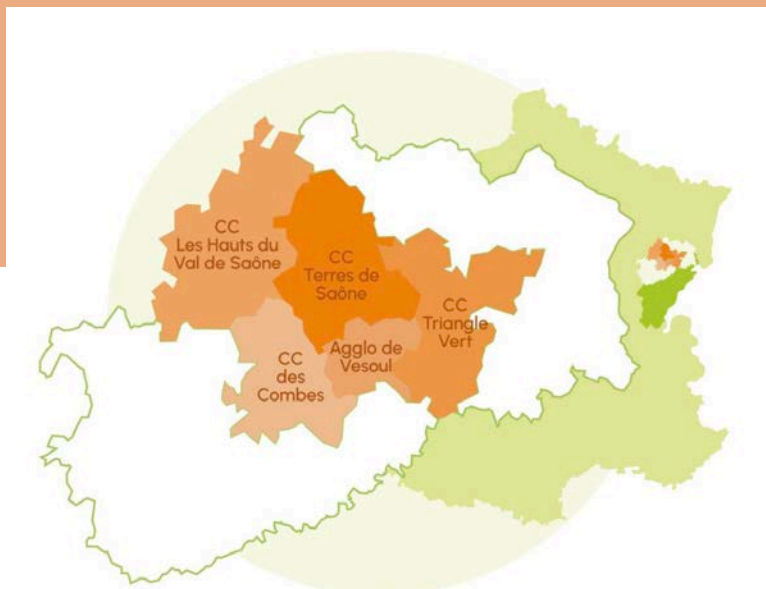 CC
Les Hauts du
Val de Saône
CC
Terres de
Saône
CC
Triangle
Vert
Agglo de
Vesoul
CC
des
Combes